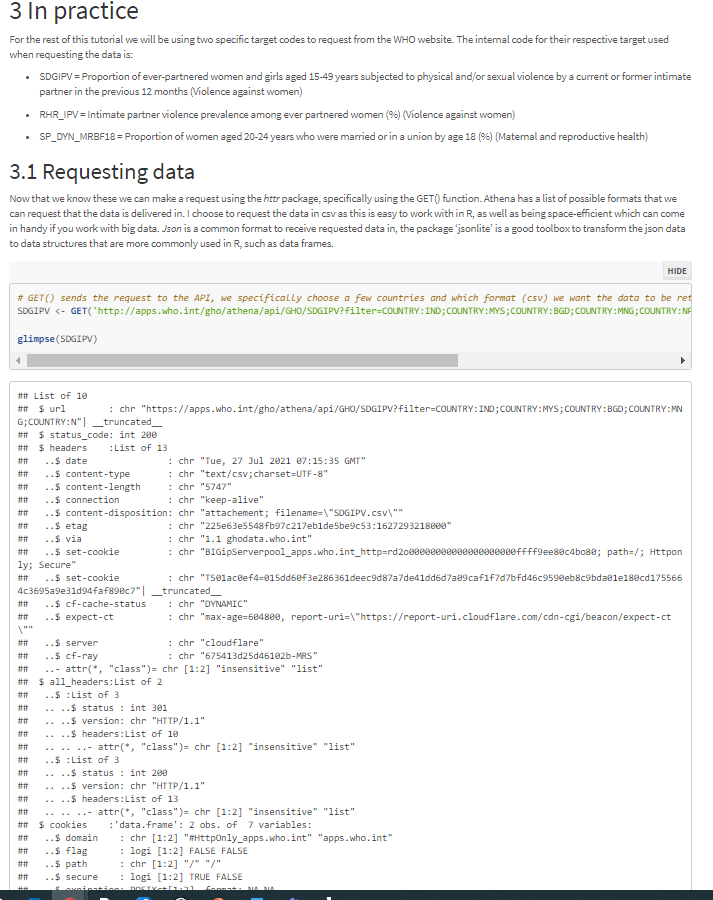 3 In practice
For the rest of this tutorial we will be using two specific target codes to request from the WHO website. The internal code for their respective target used
when requesting the data is:
• SDGIPV = Proportion of ever-partnered women and girls aged 15-49 years subjected to physical and/or sexual violence by a current or former intimate
partner in the previous 12 months (Violence against women)
• RHR_IPV = Intimate partner violence prevalence among ever partnered women (%) (Violence against women)
• SP_DYN_MRBF18 = Proportion of women aged 20-24 years who were married or in a union by age 18 (%) (Maternal and reproductive health)
3.1 Requesting data
Now that we know these we can make a request using the httr package, specifically using the GET() function. Athena has a list of possible formats that we
can request that the data is delivered in. I choose to request the data in csv as this is easy to work with in R, as well as being space-efficient which can come
in handy if you work with big data. Json is a common format to receive requested data in, the package 'jsonlite' is a good toolbox to transform the json data
to data structures that are more commonly used in R, such as data frames.
HIDE
# GET() sends the request to the API, we specifically choose a few countries and which format (csv) we want the data to be ret
SDGIPV <- GET('http://apps.who.int/gho/athena/api/GHO/SDGIPV?filter=COUNTRY:IND;COUNTRY:MYS;COUNTRY:BGD;COUNTRY:MNG;COUNTRY:NP
glimpse(SDGIPV)
## List of 10
## $ url : chr "https://apps.who.int/gho/athena/api/GHO/SDGIPV?filter=COUNTRY:IND;COUNTRY:MYS;COUNTRY:BGD;COUNTRY:MN
G;COUNTRY:N"| __truncated__
## $ status_code: int 200
## $ headers :List of 13
## ..$ date : chr "Tue, 27 Jul 2021 07:15:35 GMT"
## ..$ content-type : chr "text/csv;charset=UTF-8"
## ..$ content-length : chr "5747"
## ..$ connection : chr "keep-alive"
## ..$ content-disposition: chr "attachement; filename=\"SDGIPV.csv\""
## ..$ etag : chr "225e63e5548fb97c217eb1de5be9c53:1627293218000"
## ..$ via : chr "1.1 ghodata.who.int"
## ..$ set-cookie : chr "BIGipServerpool_apps.who.int_http=rd2o00000000000000000000ffff9ee80c4bo80; path=/; Httpon
ly; Secure"
## ..$ set-cookie : chr "TS01ac0ef4=015dd60f3e286361deec9d87a7de41dd6d7a09caf1f7d7bfd46c9590eb8c9bda01e180cd175566
4c3695a9e31d94faf890c7"| __truncated__
## ..$ cf-cache-status : chr "DYNAMIC"
## ..$ expect-ct : chr "max-age=604800, report-uri=\"https://report-uri.cloudflare.com/cdn-cgi/beacon/expect-ct
\""
## ..$ server : chr "cloudflare"
## ..$ cf-ray : chr "675413d25d46102b-MRS"
## ..- attr(*, "class")= chr [1:2] "insensitive" "list"
## $ all_headers:List of 2
## ..$ :List of 3
## .. ..$ status : int 301
## .. ..$ version: chr "HTTP/1.1"
## .. ..$ headers:List of 10
## .. .. ..- attr(*, "class")= chr [1:2] "insensitive" "list"
## ..$ :List of 3
## .. ..$ status : int 200
## .. ..$ version: chr "HTTP/1.1"
## .. ..$ headers:List of 13
## .. .. ..- attr(*, "class")= chr [1:2] "insensitive" "list"
## $ cookies :'data.frame': 2 obs. of 7 variables:
## ..$ domain : chr [1:2] "#HttpOnly_apps.who.int" "apps.who.int"
## ..$ flag : logi [1:2] FALSE FALSE
## ..$ path : chr [1:2] "/" "/"
## ..$ secure : logi [1:2] TRUE FALSE